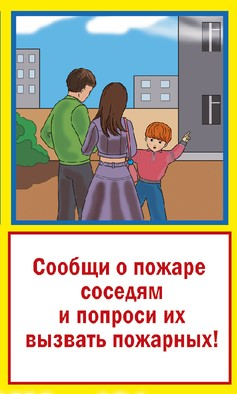 Сообщи о пожаре
соседям
и попроси их
вызвать пожарных!